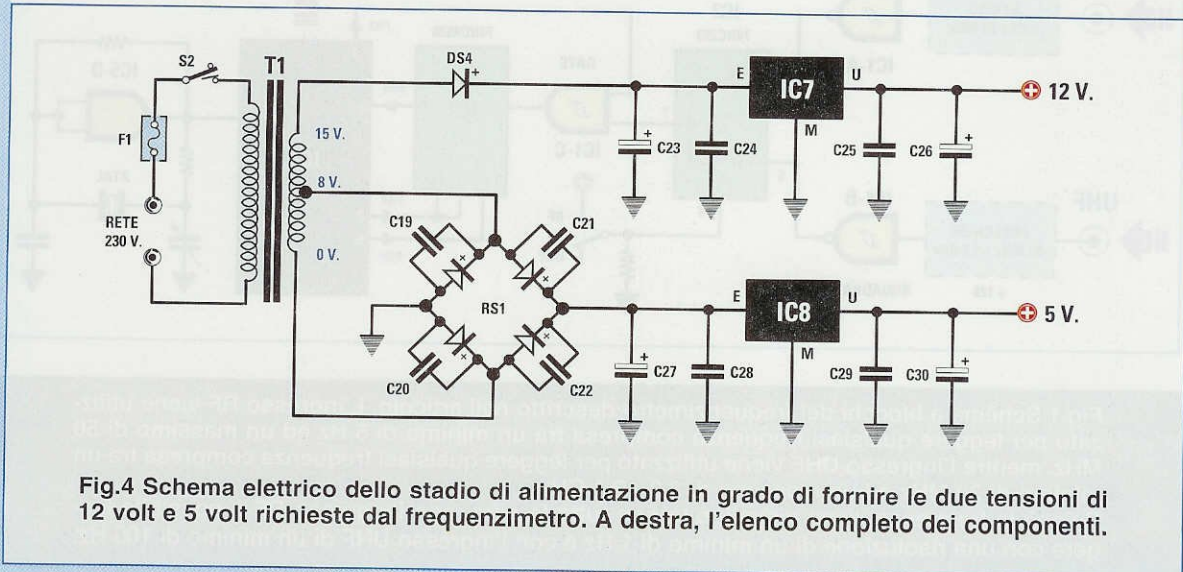 S2
T1
DS4
E
IC7
U
M
12 V.
F1
15 V.
8 V.
0 V.
RETE
230 V.
C23
C24
C25
C26
C19
C21
RS1
C20
C22
E
IC8
U
M
5 V.
C27
C28
C29
C30
Fig.4 Schema elettrico dello stadio di alimentazione in grado di fornire le due tensioni di
12 volt e 5 volt richieste dal frequenzimetro. A destra, l'elenco completo dei componenti.